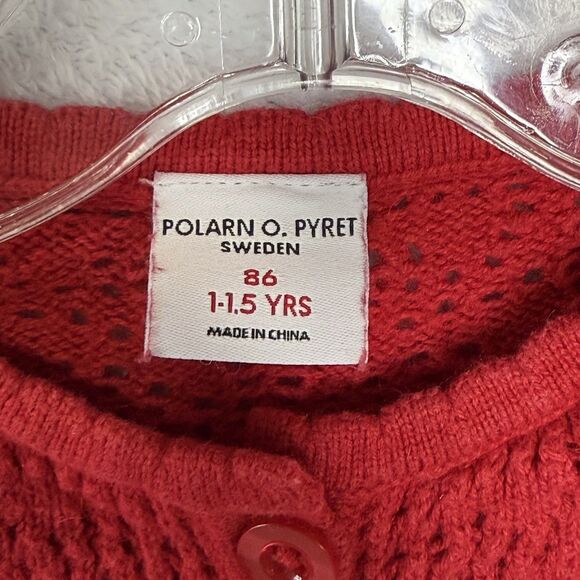 POLARN O. PYRET
SWEDEN
86
1-1.5 YRS
MADE IN CHINA